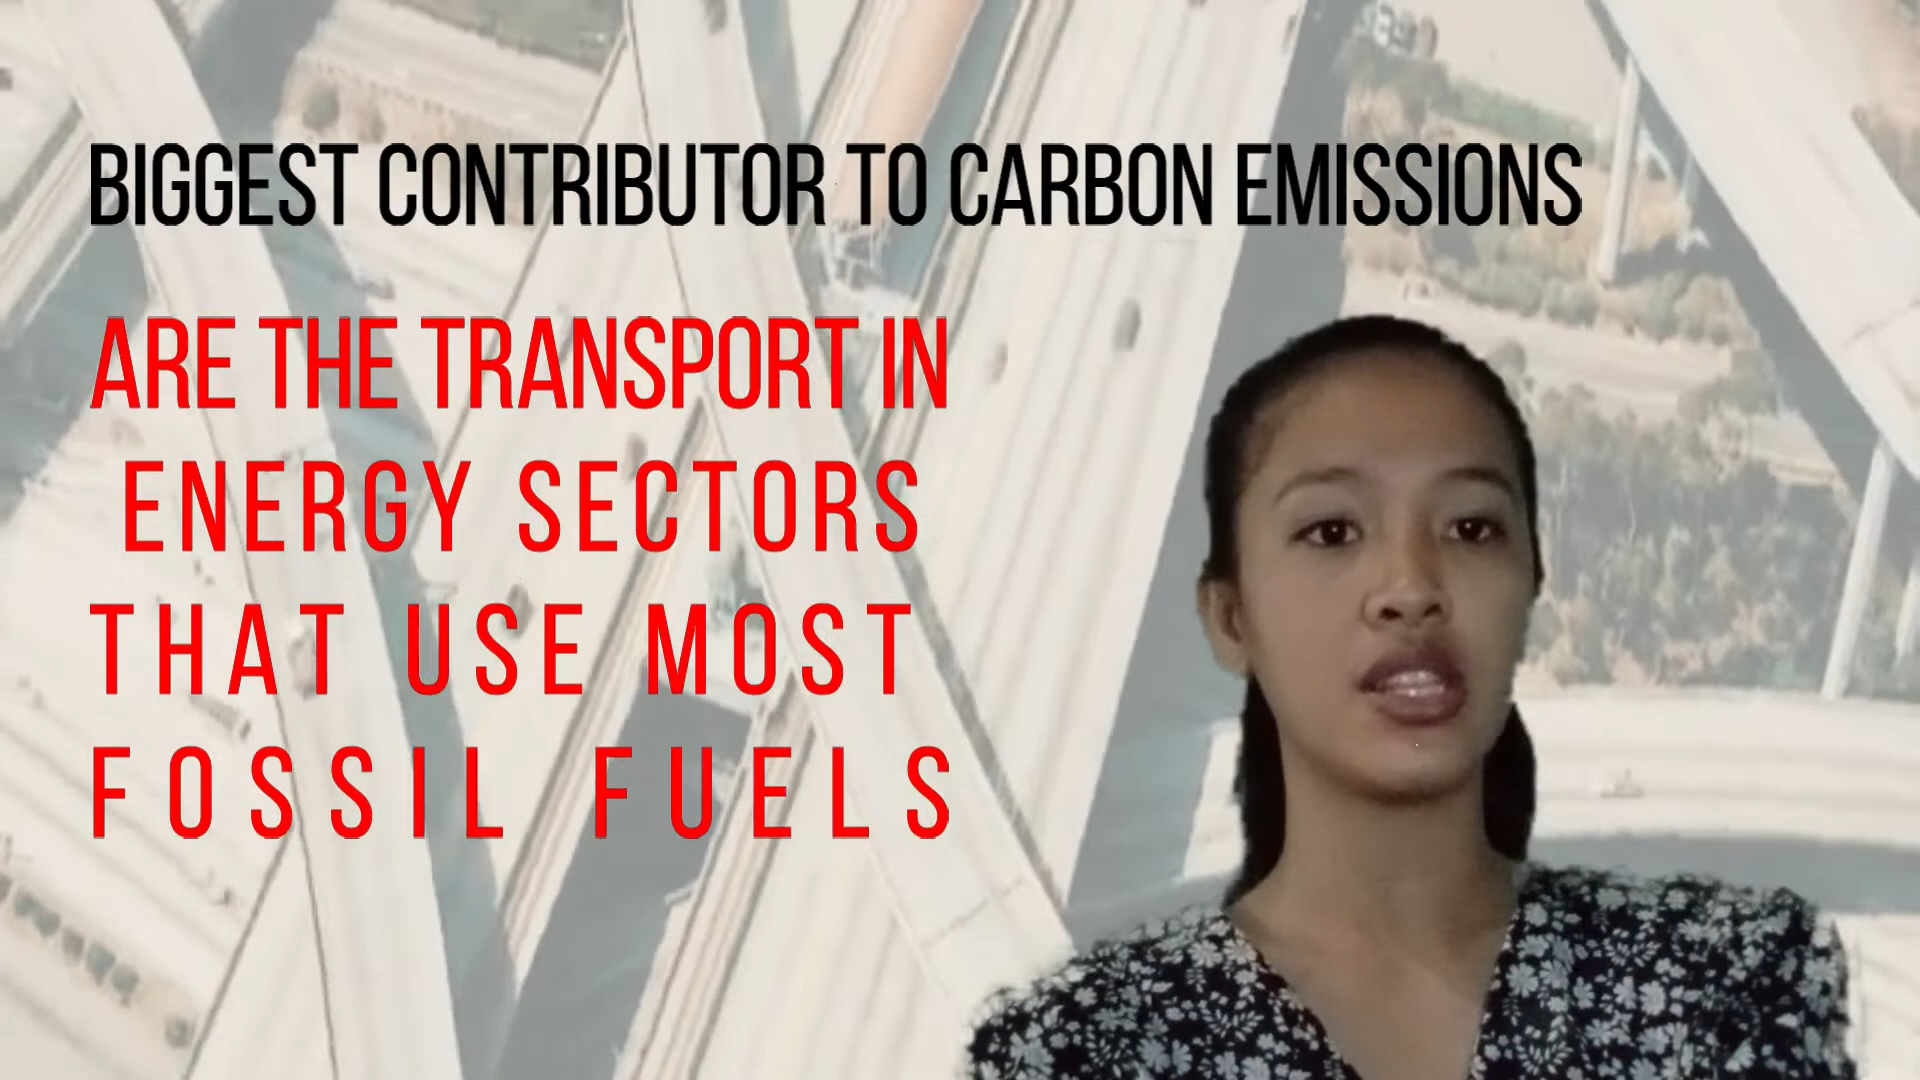 BIGGEST CONTRIBUTOR TO CARBON EMISSIONS
ARE THE TRANSPORT IN
ENERGY SECTORS
THAT USE MOST
FOSSIL FUELS